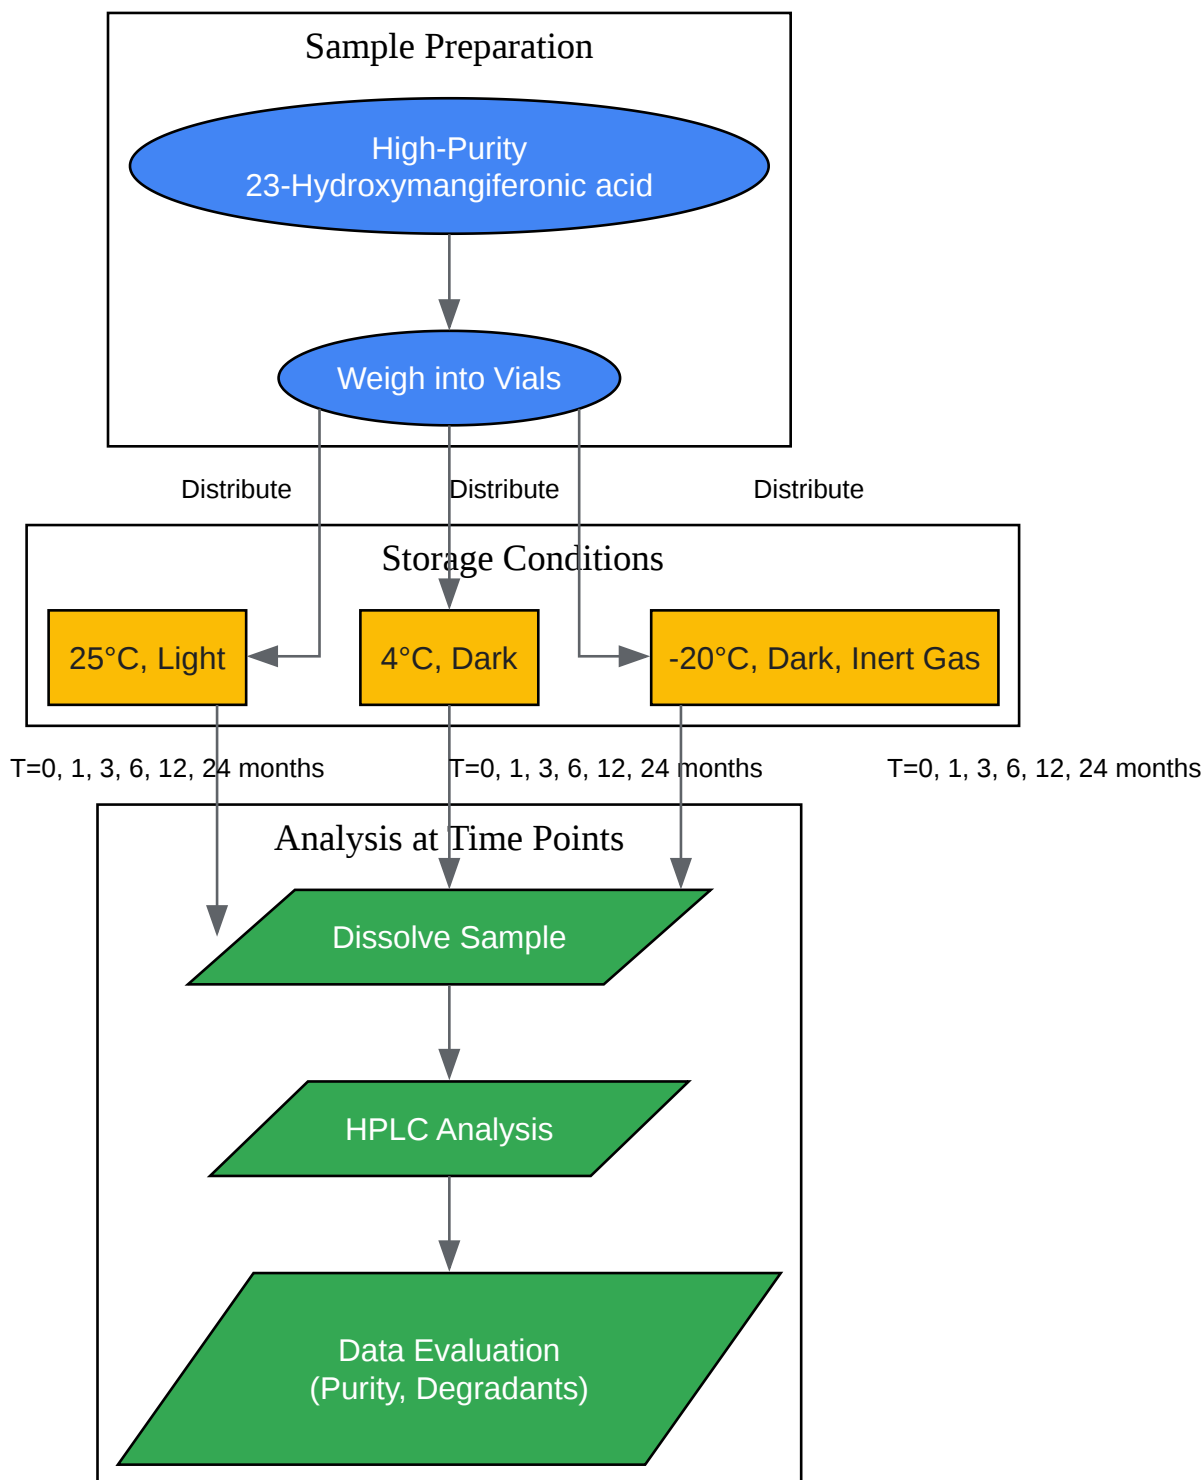 Sample Preparation
High-Purity
23-Hydroxymangiferonic acid
Weigh into Vials
Distribute
Distribute
Distribute
Storage Conditions
25°C, Light
4°C, Dark
-20°C, Dark, Inert Gas
T=0, 1, 3, 6, 12, 24 months
T=0, 1, 3, 6, 12, 24 months
T=0, 1, 3, 6, 12, 24 months
Analysis at Time Points
Dissolve Sample
HPLC Analysis
Data Evaluation
(Purity, Degradants)